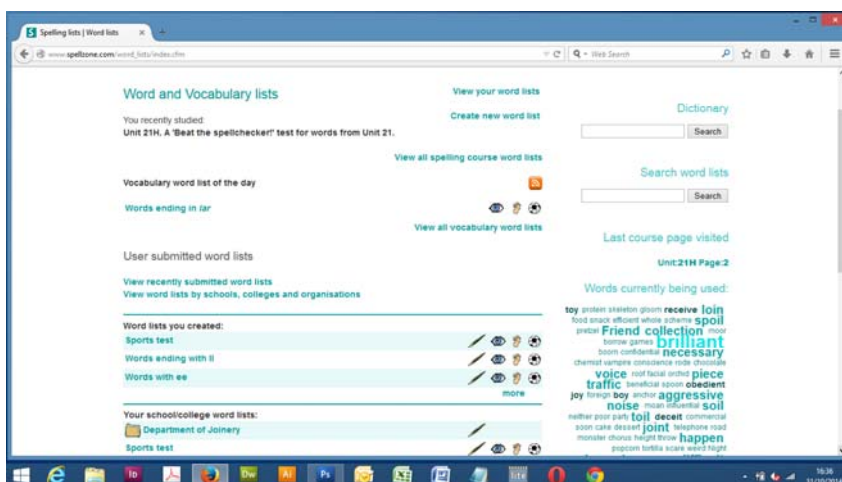 Spelling lists | Word lists
www.spellzone.com/word_lists/index.cfm
Web Search
Word and Vocabulary lists
View your word lists
You recently studied:
Create new word list
Unit 21H. A 'Beat the spellchecker!' test for words from Unit 21.
View all spelling course word lists
Vocabulary word list of the day
Words ending in lar
View all vocabulary word lists
User submitted word lists
View recently submitted word lists
View word lists by schools, colleges and organisations
Word lists you created:
Sports test
Words ending with ll
Words with ee
more
Your school/college word lists:
Department of Joinery
Sports test
Dictionary
Search
Search word lists
Search
Last course page visited
Unit:21H Page:2
Words currently being used:
toy protein skeleton gloom receive loin
food snack efficient whole scheme spoil
pretzel Friend collection moor
borrow games brilliant
boom confidential necessary
chemist vampire conscience rode chocolate
voice roof facial orchid piece
traffic beneficial spoon obedient
joy foreign boy anchor aggressive
noise moan influential soil
neither poor party toil deceit commercial
soon cake dessert joint telephone road
monster chorus height throw happen
popcorn tortilla scare weird Night
Id
Dw
Ai
Ps
lite
16:36
31/10/2014